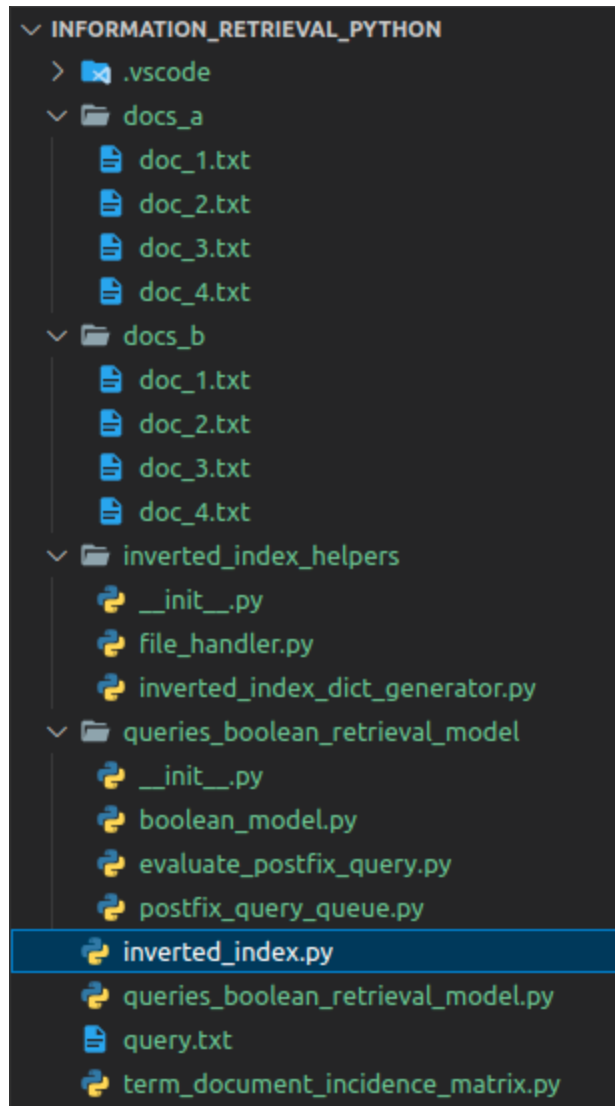 INFORMATION_RETRIEVAL_PYTHON
.vscode
docs_a
doc_1.txt
doc_2.txt
doc_3.txt
doc_4.txt
docs_b
doc_1.txt
doc_2.txt
doc_3.txt
doc_4.txt
inverted_index_helpers
__init__.py
file_handler.py
inverted_index_dict_generator.py
queries_boolean_retrieval_model
__init__.py
boolean_model.py
evaluate_postfix_query.py
postfix_query_queue.py
inverted_index.py
queries_boolean_retrieval_model.py
query.txt
term_document_incidence_matrix.py